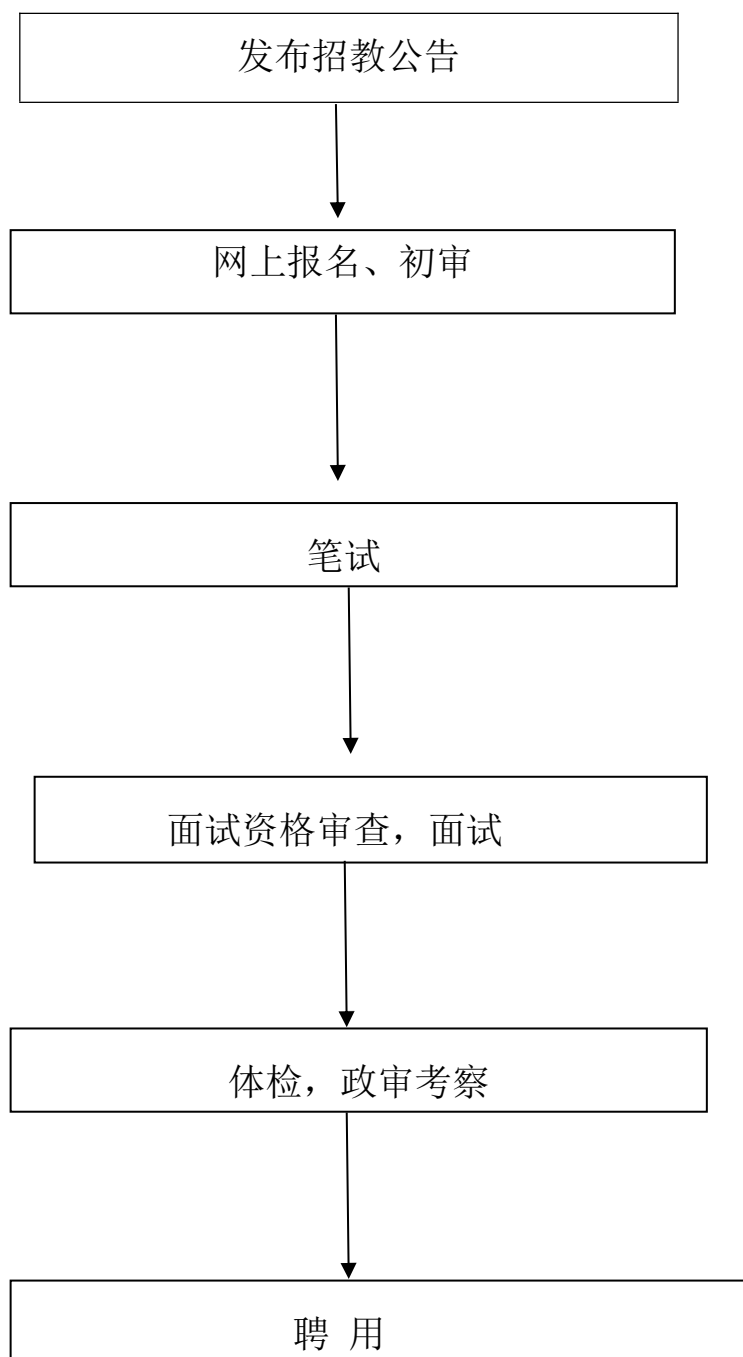 发布招教公告
网上报名、初审
笔试
面试资格审查，面试
体检，政审考察
聘 用